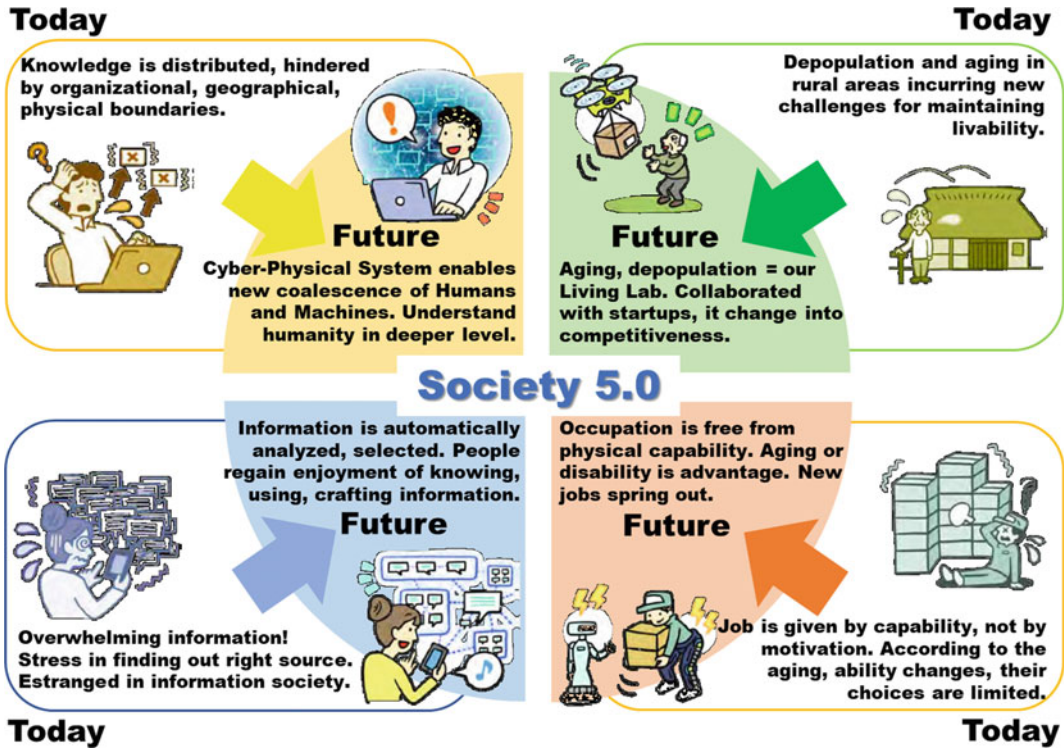 Today
Knowledge is distributed, hindered
by organizational, geographical,
physical boundaries.
Future
Cyber-Physical System enables
new coalescence of Humans
and Machines. Understand
humanity in deeper level.
Today
Depopulation and aging in
rural areas incurring new
challenges for maintaining
livability.
Future
Aging, depopulation = our
Living Lab. Collaborated
with startups, it change into
competitiveness.
Society 5.0
Information is automatically
analyzed, selected. People
regain enjoyment of knowing,
using, crafting information.
Future
Overwhelming information!
Stress in finding out right source.
Estranged in information society.
Today
Occupation is free from
physical capability. Aging or
disability is advantage. New
jobs spring out.
Future
Job is given by capability, not by
motivation. According to the
aging, ability changes, their
choices are limited.
Today